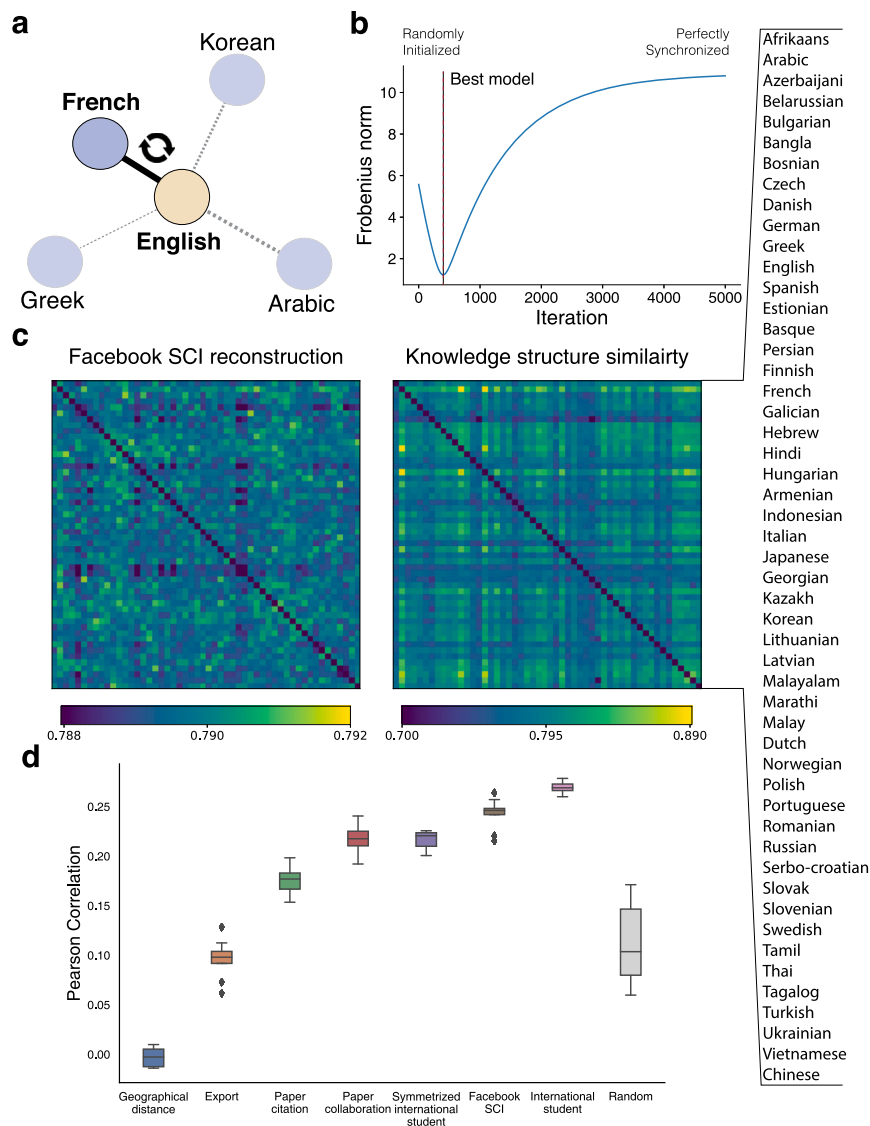 a
Korean
French
English
Greek
Arabic
b
Randomly
Initialized
Perfectly
Synchronized
Best model
Frobenius norm
10
8
6
4
2
0
1000
2000
3000
4000
5000
Iteration
c
Facebook SCI reconstruction
Knowledge structure similairty
0.788
0.790
0.792
0.700
0.795
0.890
Afrikaans
Arabic
Azerbaijani
Belarussian
Bulgarian
Bangla
Bosnian
Czech
Danish
German
Greek
English
Spanish
Estionian
Basque
Persian
Finnish
French
Galician
Hebrew
Hindi
Hungarian
Armenian
Indonesian
Italian
Japanese
Georgian
Kazakh
Korean
Lithuanian
Latvian
Malayalam
Marathi
Malay
Dutch
Norwegian
Polish
Portuguese
Romanian
Russian
Serbo-croatian
Slovak
Slovenian
Swedish
Tamil
Thai
Tagalog
Turkish
Ukrainian
Vietnamese
Chinese
d
Pearson Correlation
0.25
0.20
0.15
0.10
0.05
0.00
Geographical
distance
Export
Paper
citation
Paper
collaboration
Symmetrized
international
student
Facebook
SCI
International
student
Random